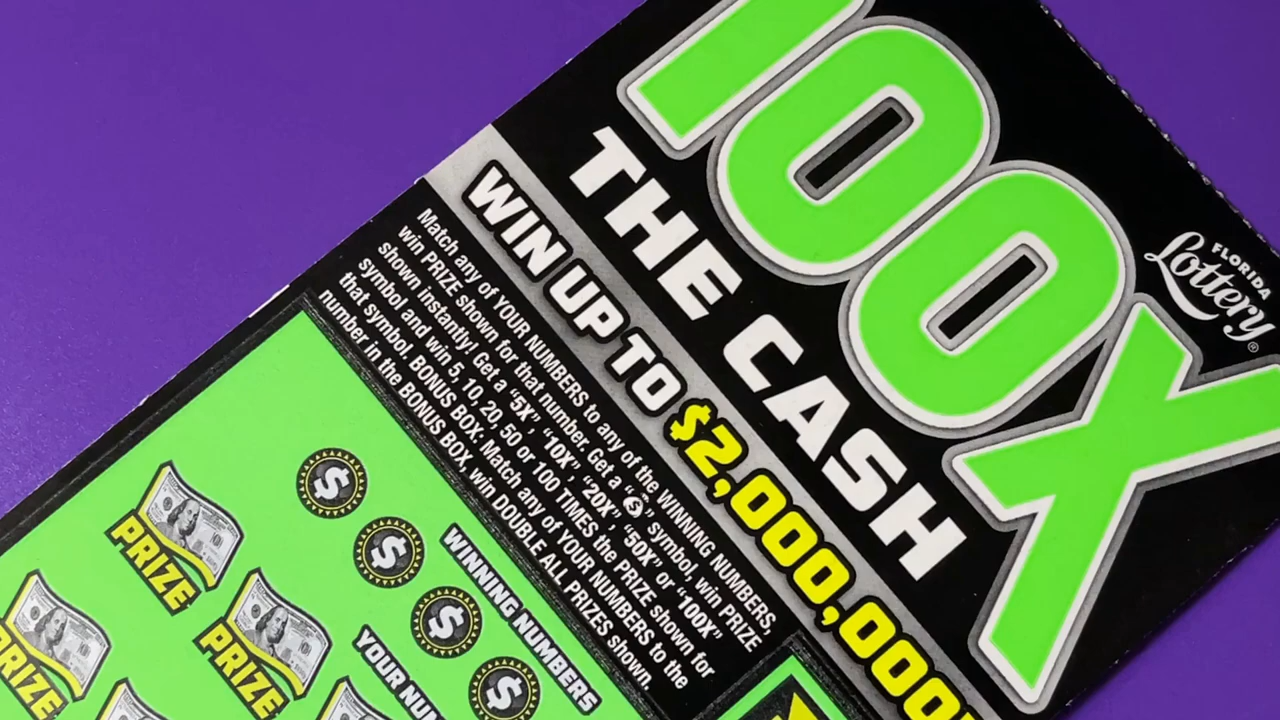 100X
THE CASH
FLORIDA
Lottery®
WIN UP TO $2,000,000
Match any of YOUR NUMBERS to any of the WINNING NUMBERS,
win PRIZE shown for that number. Get a "$" symbol, win PRIZE
shown instantly! Get a "5X", "10X", "20X", "50X" or "100X"
symbol and win 5, 10, 20, 50 or 100 TIMES the PRIZE shown for
that symbol. BONUS BOX: Match any of YOUR NUMBERS to the
number in the BONUS BOX, win DOUBLE ALL PRIZES shown.
WINNING NUMBERS
$
$
$
$
YOUR NUM
PRIZE
PRIZE
PRIZE